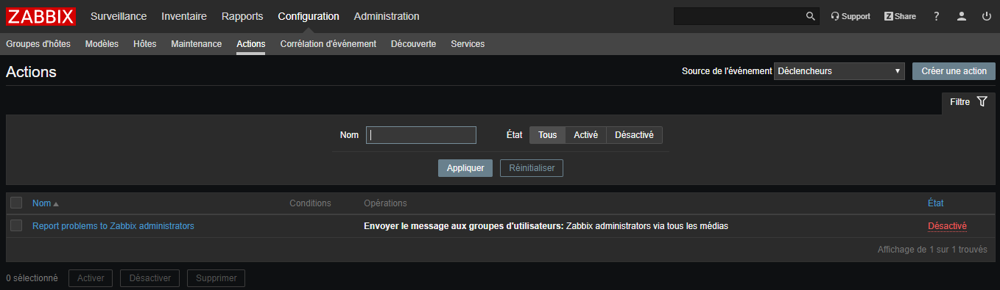 ZABBIX Surveillance Inventaire Rapports Configuration Administration Support Z Share ?
Groupes d'hôtes Modèles Hôtes Maintenance Actions Corrélation d'événement Découverte Services
Actions Source de l'événement Déclencheurs Créer une action
Filtre
Nom État Tous Activé Désactivé
Appliquer Réinitialiser
Nom Conditions Opérations État
Report problems to Zabbix administrators Envoyer le message aux groupes d'utilisateurs: Zabbix administrators via tous les médias Désactivé
Affichage de 1 sur 1 trouvés
0 sélectionné Activer Désactiver Supprimer